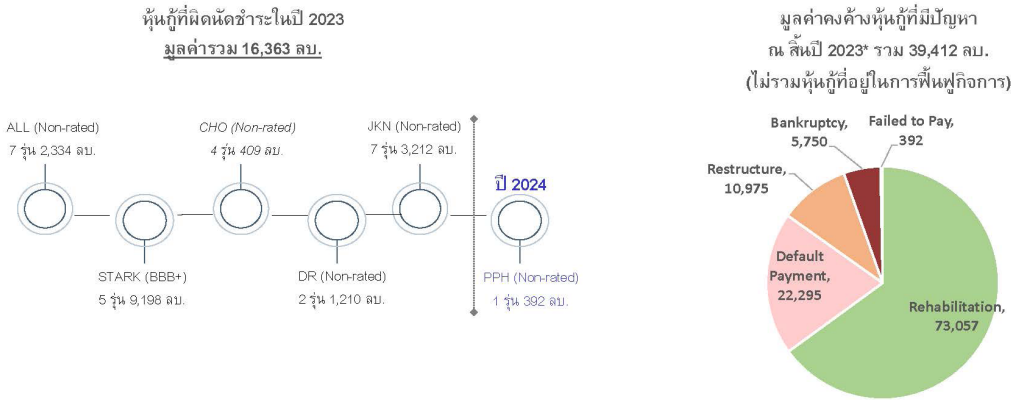 หุ้นกู้ที่ผิดนัดชำระในปี 2023
มูลค่ารวม 16,363 ลบ.
ALL (Non-rated)
7 รุ่น 2,334 ลบ.
CHO (Non-rated)
4 รุ่น 409 ลบ.
JKN (Non-rated)
7 รุ่น 3,212 ลบ.
ปี 2024
STARK (BBB+)
5 รุ่น 9,198 ลบ.
DR (Non-rated)
2 รุ่น 1,210 ลบ.
PPH (Non-rated)
1 รุ่น 392 ลบ.
มูลค่าคงค้างหุ้นกู้ที่มีปัญหา
ณ สิ้นปี 2023* รวม 39,412 ลบ.
(ไม่รวมหุ้นกู้ที่อยู่ในการฟื้นฟูกิจการ)
Bankruptcy,
5,750
Failed to Pay,
392
Restructure,
10,975
Default
Payment,
22,295
Rehabilitation,
73,057